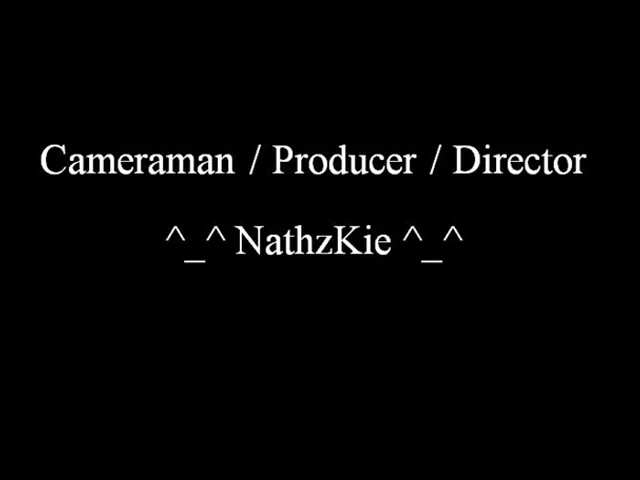 Cameraman / Producer / Director
^_^ NathzKie ^_^